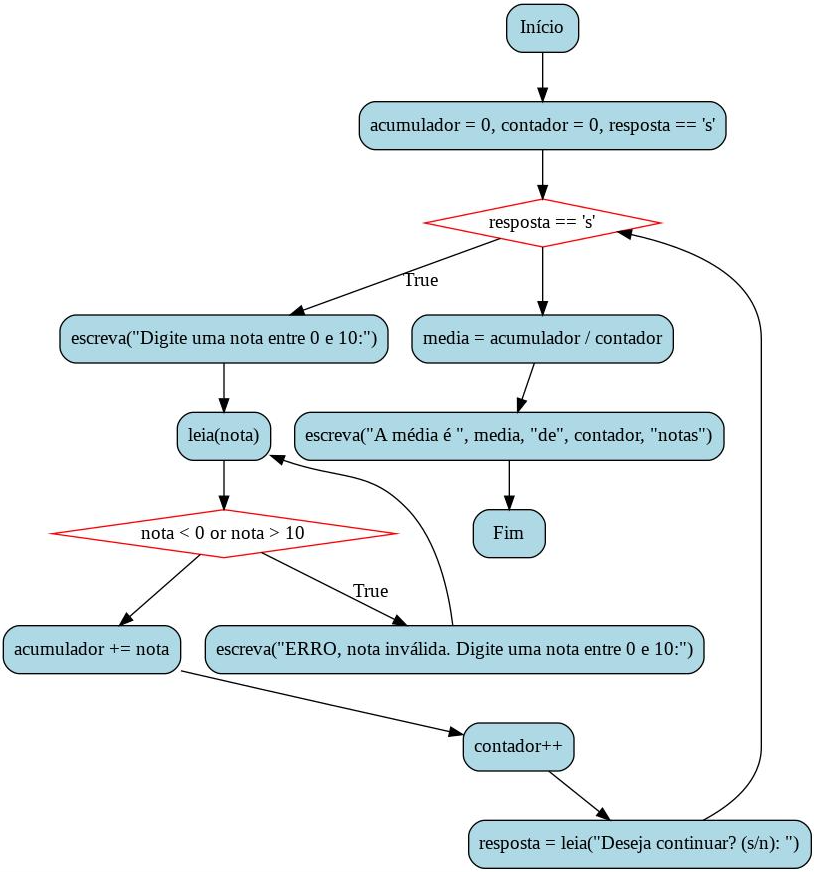 Início
acumulador = 0, contador = 0, resposta == 's'
resposta == 's'
True
escreva("Digite uma nota entre 0 e 10:")
media = acumulador / contador
leia(nota)
escreva("A média é ", media, "de", contador, "notas")
nota < 0 or nota > 10
Fim
True
acumulador += nota
escreva("ERRO, nota inválida. Digite uma nota entre 0 e 10:")
contador++
resposta = leia("Deseja continuar? (s/n): ")